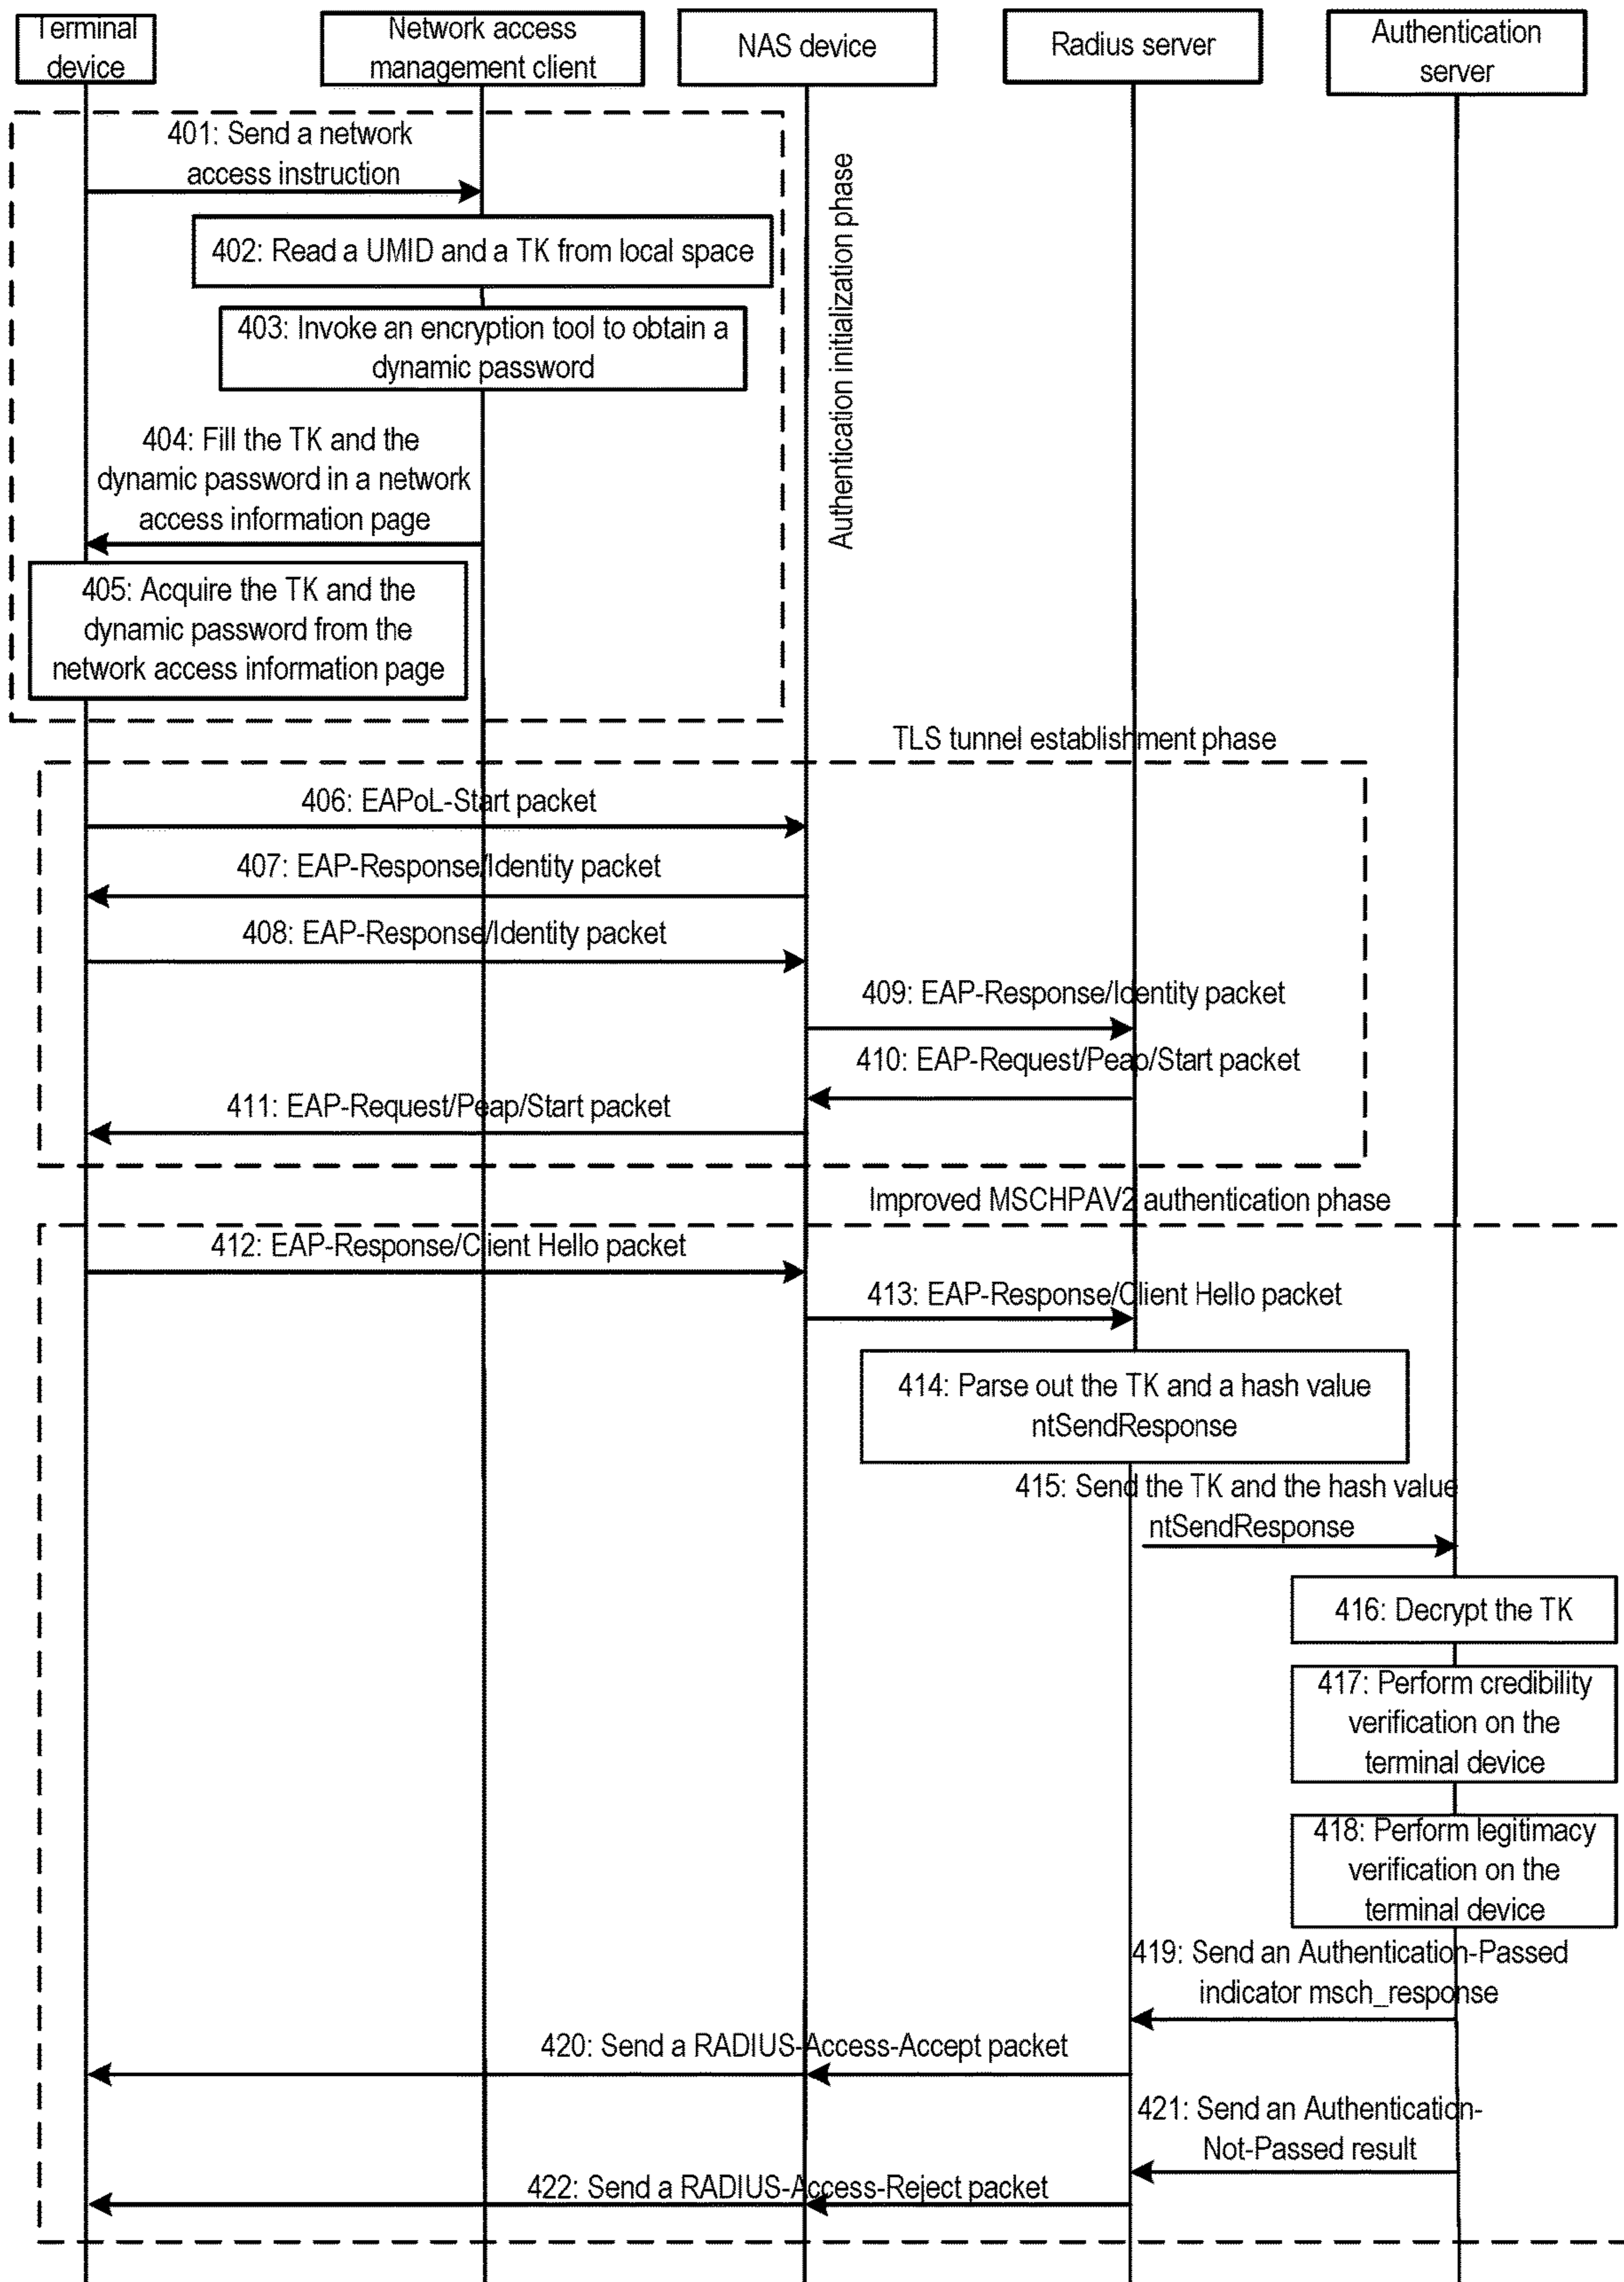 Terminal
device
Network access
management client
NAS device
Radius server
Authentication
server
401: Send a network
access instruction
402: Read a UMID and a TK from local space
403: Invoke an encryption tool to obtain a
dynamic password
Authentication initialization phase
404: Fill the TK and the
dynamic password in a network
access information page
405: Acquire the TK and the
dynamic password from the
network access information page
TLS tunnel establishment phase
406: EAPoL-Start packet
407: EAP-Response/Identity packet
408: EAP-Response/Identity packet
409: EAP-Response/Identity packet
410: EAP-Request/Peap/Start packet
411: EAP-Request/Peap/Start packet
Improved MSCHPAV2 authentication phase
412: EAP-Response/Client Hello packet
413: EAP-Response/Client Hello packet
414: Parse out the TK and a hash value
ntSendResponse
415: Send the TK and the hash value
ntSendResponse
416: Decrypt the TK
417: Perform credibility
verification on the
terminal device
418: Perform legitimacy
verification on the
terminal device
419: Send an Authentication-Passed
indicator msch_response
420: Send a RADIUS-Access-Accept packet
421: Send an Authentication-
Not-Passed result
422: Send a RADIUS-Access-Reject packet